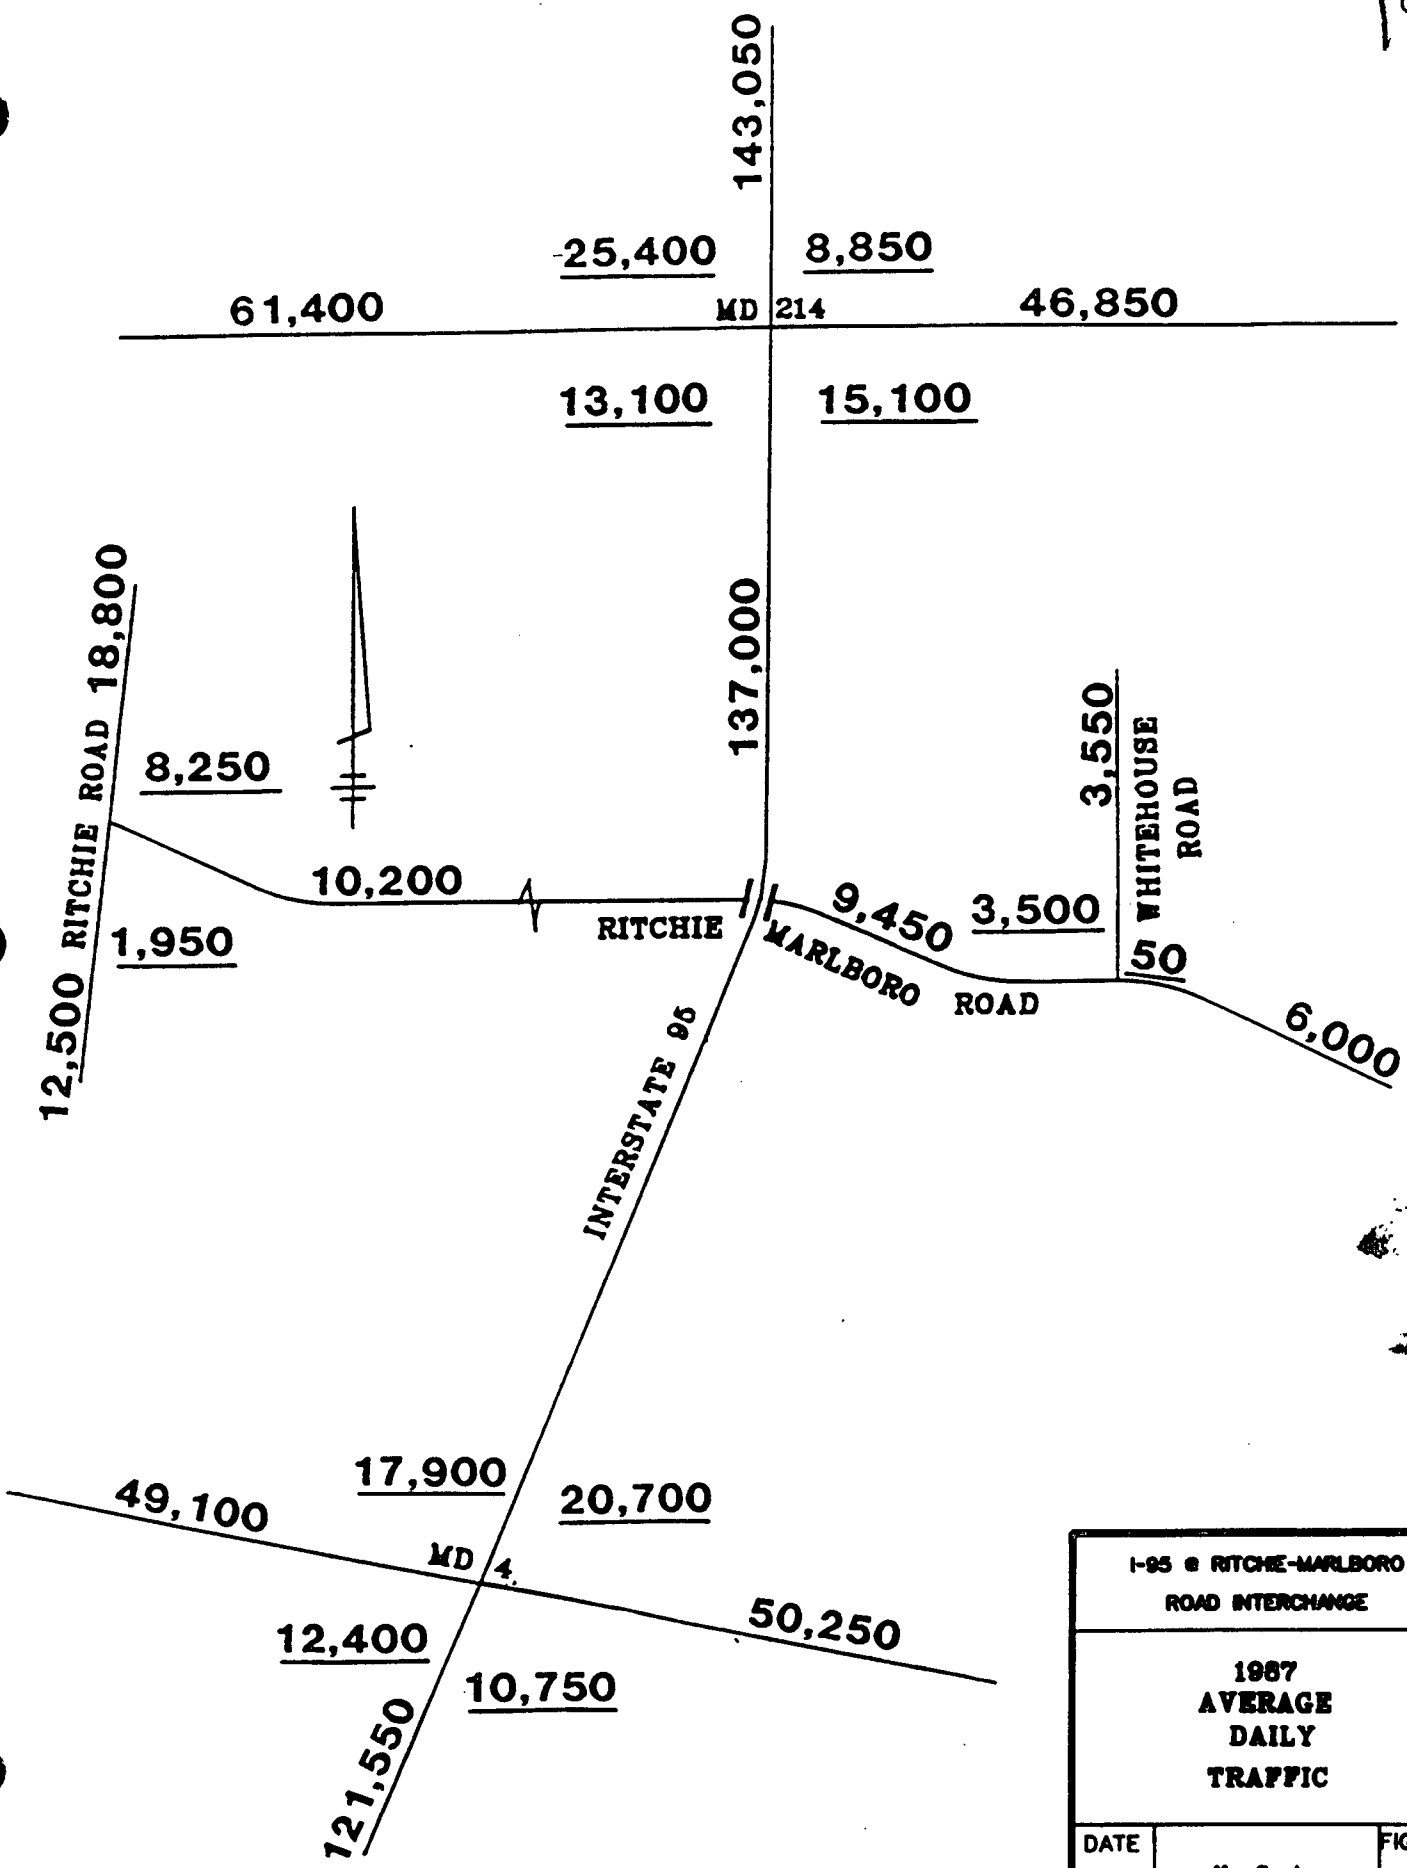 143,050
25,400
8,850
61,400
MD 214
46,850
13,100
15,100
18,800
137,000
3,550
WHITEHOUSE
ROAD
RITCHIE ROAD
8,250
10,200
9,450
3,500
RITCHIE
MARLBORO
ROAD
50
1,950
12,500
6,000
INTERSTATE 95
17,900
20,700
49,100
MD 4
50,250
12,400
10,750
121,550
I-95 @ RITCHIE-MARLBORO
ROAD INTERCHANGE
1987
AVERAGE
DAILY
TRAFFIC
DATE